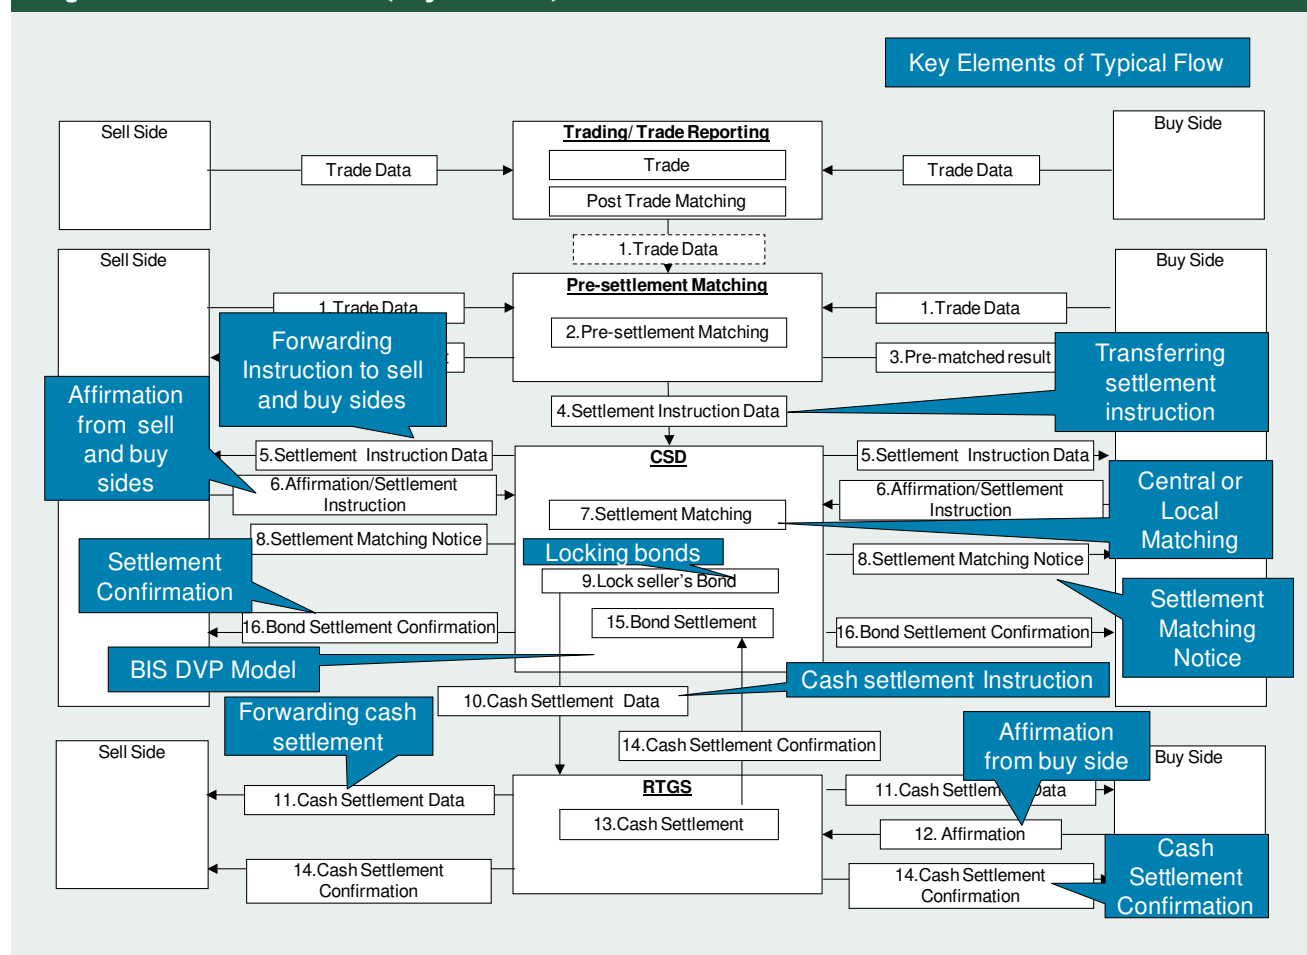 Key Elements of Typical Flow
Sell Side
Trading/ Trade Reporting
Buy Side
Trade
Trade Data
Trade Data
Post Trade Matching
1.Trade Data
Sell Side
Buy Side
Pre-settlement Matching
1.Trade Data
1.Trade Data
2.Pre-settlement Matching
Forwarding
Instruction to sell
and buy sides
3.Pre-matched result
Transferring
settlement
instruction
Affirmation
from sell
and buy
sides
4.Settlement Instruction Data
5.Settlement Instruction Data
CSD
5.Settlement Instruction Data
6.Affirmation/Settlement
Instruction
6.Affirmation/Settlement
Instruction
Central or
Local
Matching
7.Settlement Matching
8.Settlement Matching Notice
Locking bonds
8.Settlement Matching Notice
Settlement
Confirmation
9.Lock seller's Bond
Settlement
Matching
Notice
15.Bond Settlement
16.Bond Settlement Confirmation
16.Bond Settlement Confirmation
BIS DVP Model
Cash settlement Instruction
10.Cash Settlement Data
Forwarding cash
settlement
14.Cash Settlement Confirmation
Affirmation
from buy side
Sell Side
Buy Side
RTGS
11.Cash Settlement Data
11.Cash Settlement Data
13.Cash Settlement
12. Affirmation
14.Cash Settlement
Confirmation
14.Cash Settlement
Confirmation
Cash
Settlement
Confirmation